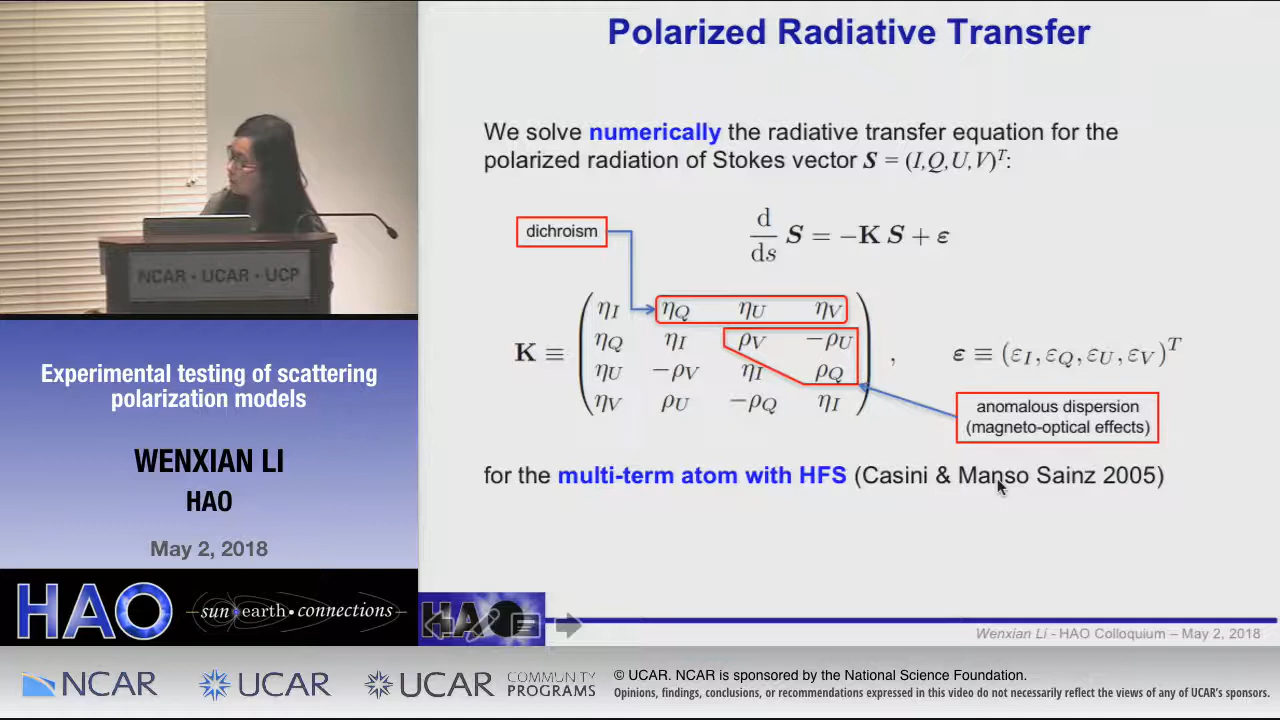 Polarized Radiative Transfer
We solve numerically the radiative transfer equation for the
polarized radiation of Stokes vector S = (I,Q,U,V)ᵀ:
dichroism
d/ds S = −K S + ε
K ≡ ( η_I η_Q η_U η_V
η_Q η_I ρ_V −ρ_U
η_U −ρ_V η_I ρ_Q
η_V ρ_U −ρ_Q η_I ) , ε ≡ (ε_I, ε_Q, ε_U, ε_V)ᵀ
anomalous dispersion
(magneto-optical effects)
for the multi-term atom with HFS (Casini & Manso Sainz 2005)
Wenxian Li - HAO Colloquium – May 2, 2018
NCAR · UCAR · UCP
Experimental testing of scattering
polarization models
WENXIAN LI
HAO
May 2, 2018
HAO sun·earth·connections
HAO
NCAR
UCAR
UCAR COMMUNITY
PROGRAMS
© UCAR. NCAR is sponsored by the National Science Foundation.
Opinions, findings, conclusions, or recommendations expressed in this video do not necessarily reflect the views of any of UCAR's sponsors.